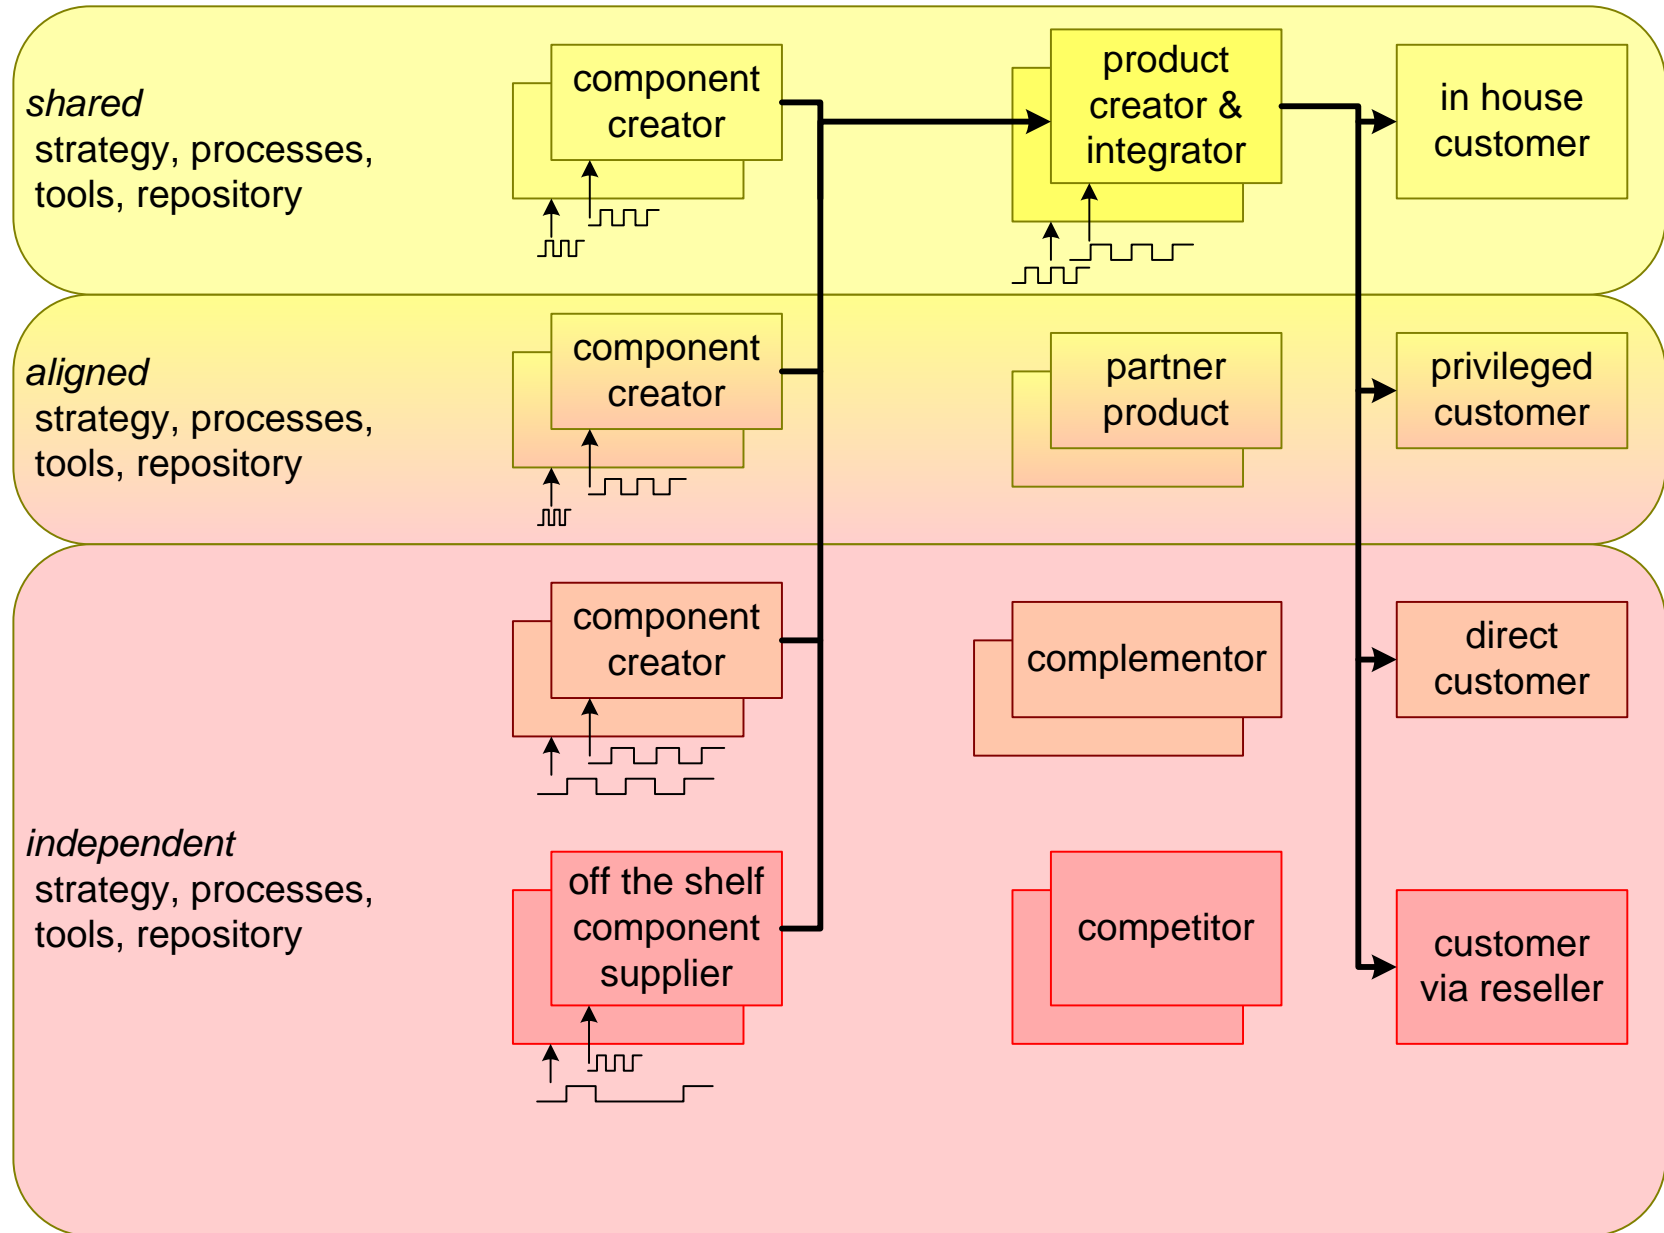 shared
strategy, processes,
tools, repository
component
creator
product
creator &
integrator
in house
customer
aligned
strategy, processes,
tools, repository
component
creator
partner
product
privileged
customer
independent
strategy, processes,
tools, repository
component
creator
complementor
direct
customer
off the shelf
component
supplier
competitor
customer
via reseller